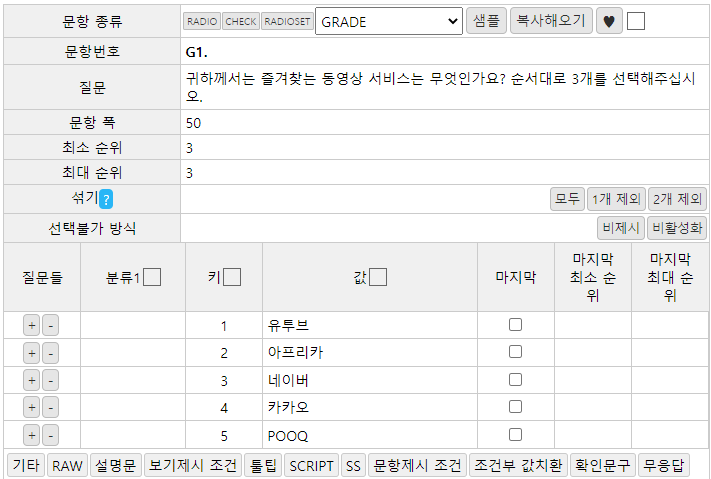 문항 종류 RADIO CHECK RADIOSET GRADE 샘플 복사해오기 ♥
문항번호 G1.
질문 귀하께서는 즐겨찾는 동영상 서비스는 무엇인가요? 순서대로 3개를 선택해주십시
오.
문항 폭 50
최소 순위 3
최대 순위 3
섞기 ? 모두 1개 제외 2개 제외
선택불가 방식 비제시 비활성화
질문들 분류1 키 값 마지막 마지막 최소 순위 마지막 최대 순위
+ - 1 유투브
+ - 2 아프리카
+ - 3 네이버
+ - 4 카카오
+ - 5 POOQ
기타 RAW 설명문 보기제시 조건 툴팁 SCRIPT SS 문항제시 조건 조건부 값치환 확인문구 무응답